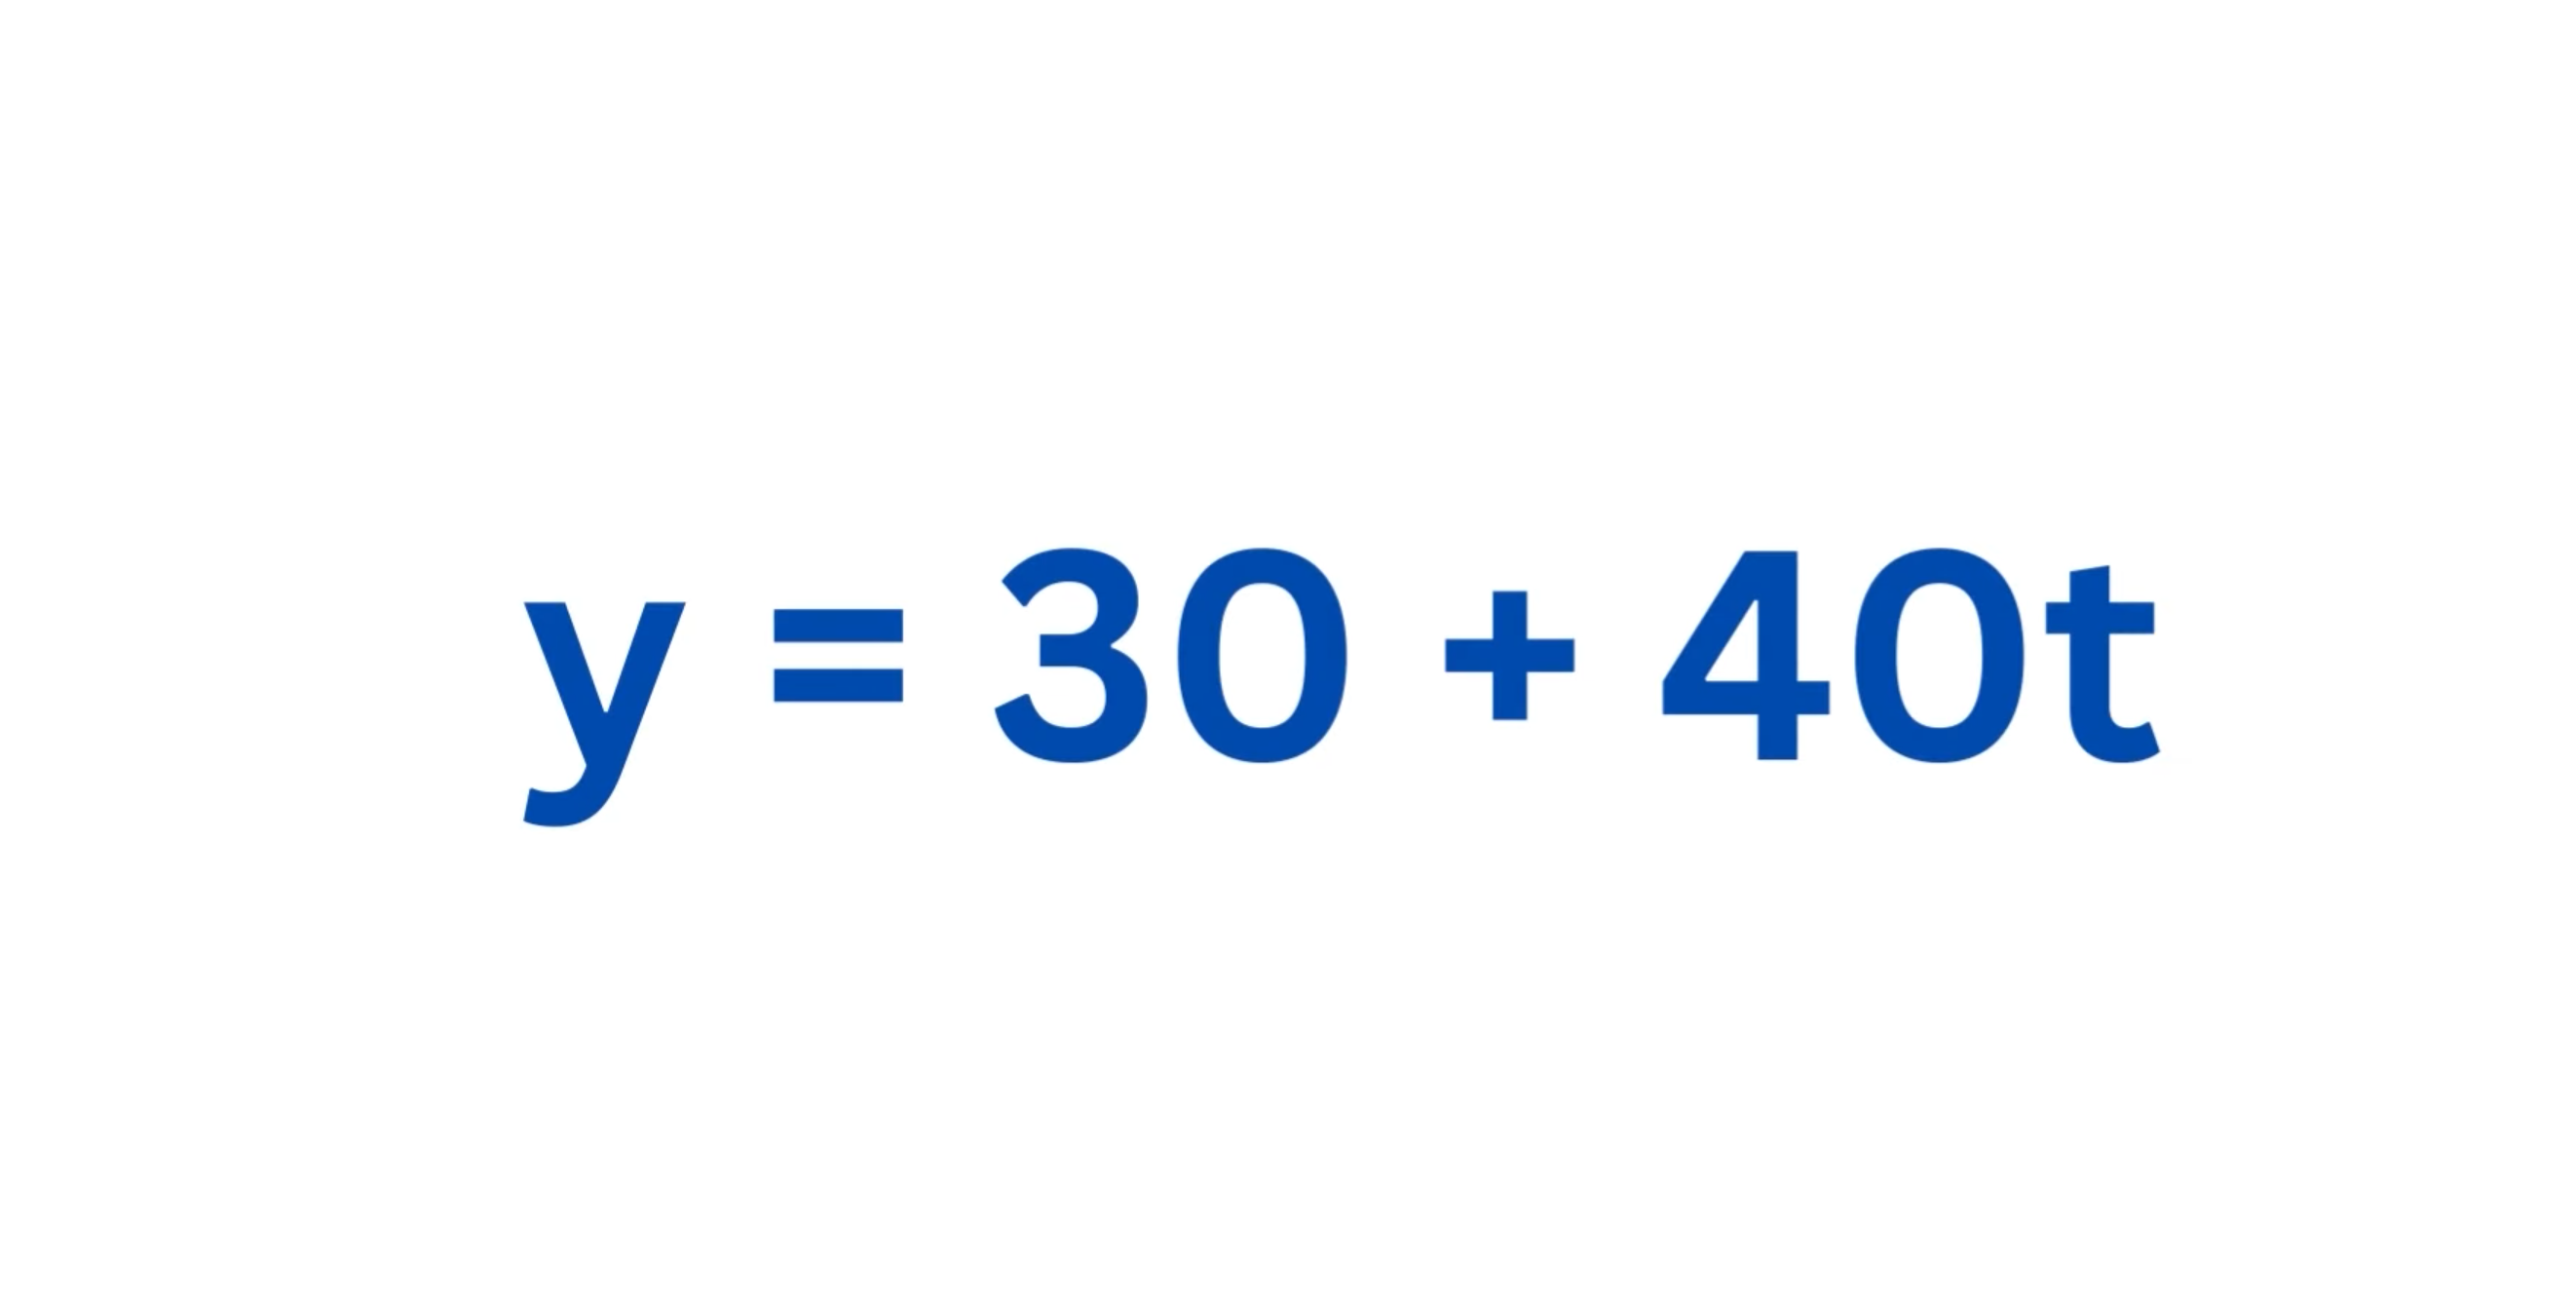 y = 30 + 40t